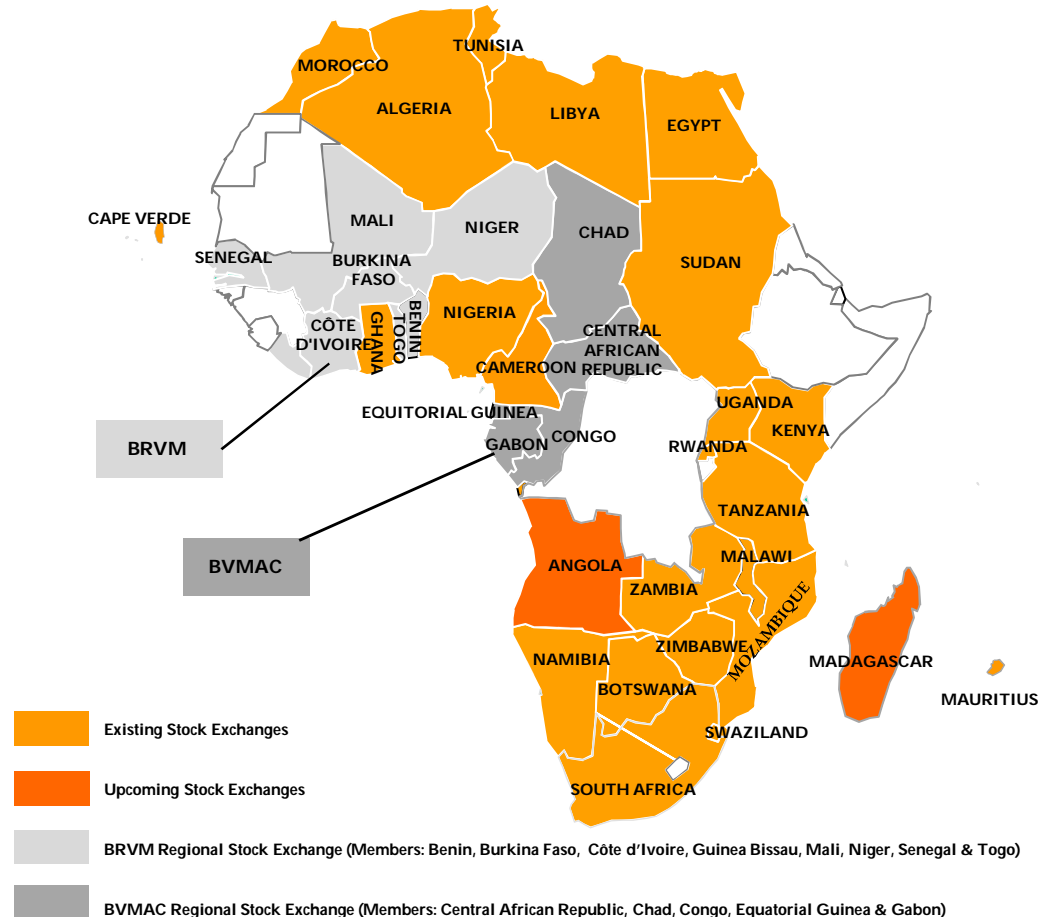 TUNISIA
MOROCCO
ALGERIA
LIBYA
EGYPT
CAPE VERDE
MALI
NIGER
CHAD
SENEGAL
BURKINA
FASO
SUDAN
NIGERIA
BENINI
TOGO
GHANA
CÔTE
D'IVOIRE
CENTRAL
AFRICAN
REPUBLIC
CAMEROON
EQUITORIAL GUINEA
UGANDA
KENYA
GABON
CONGO
RWANDA
BRVM
TANZANIA
BVMAC
ANGOLA
MALAWI
ZAMBIA
MOZAMBIQUE
ZIMBABWE
NAMIBIA
BOTSWANA
MADAGASCAR
MAURITIUS
SWAZILAND
SOUTH AFRICA
Existing Stock Exchanges
Upcoming Stock Exchanges
BRVM Regional Stock Exchange (Members: Benin, Burkina Faso, Côte d'Ivoire, Guinea Bissau, Mali, Niger, Senegal & Togo)
BVMAC Regional Stock Exchange (Members: Central African Republic, Chad, Congo, Equatorial Guinea & Gabon)